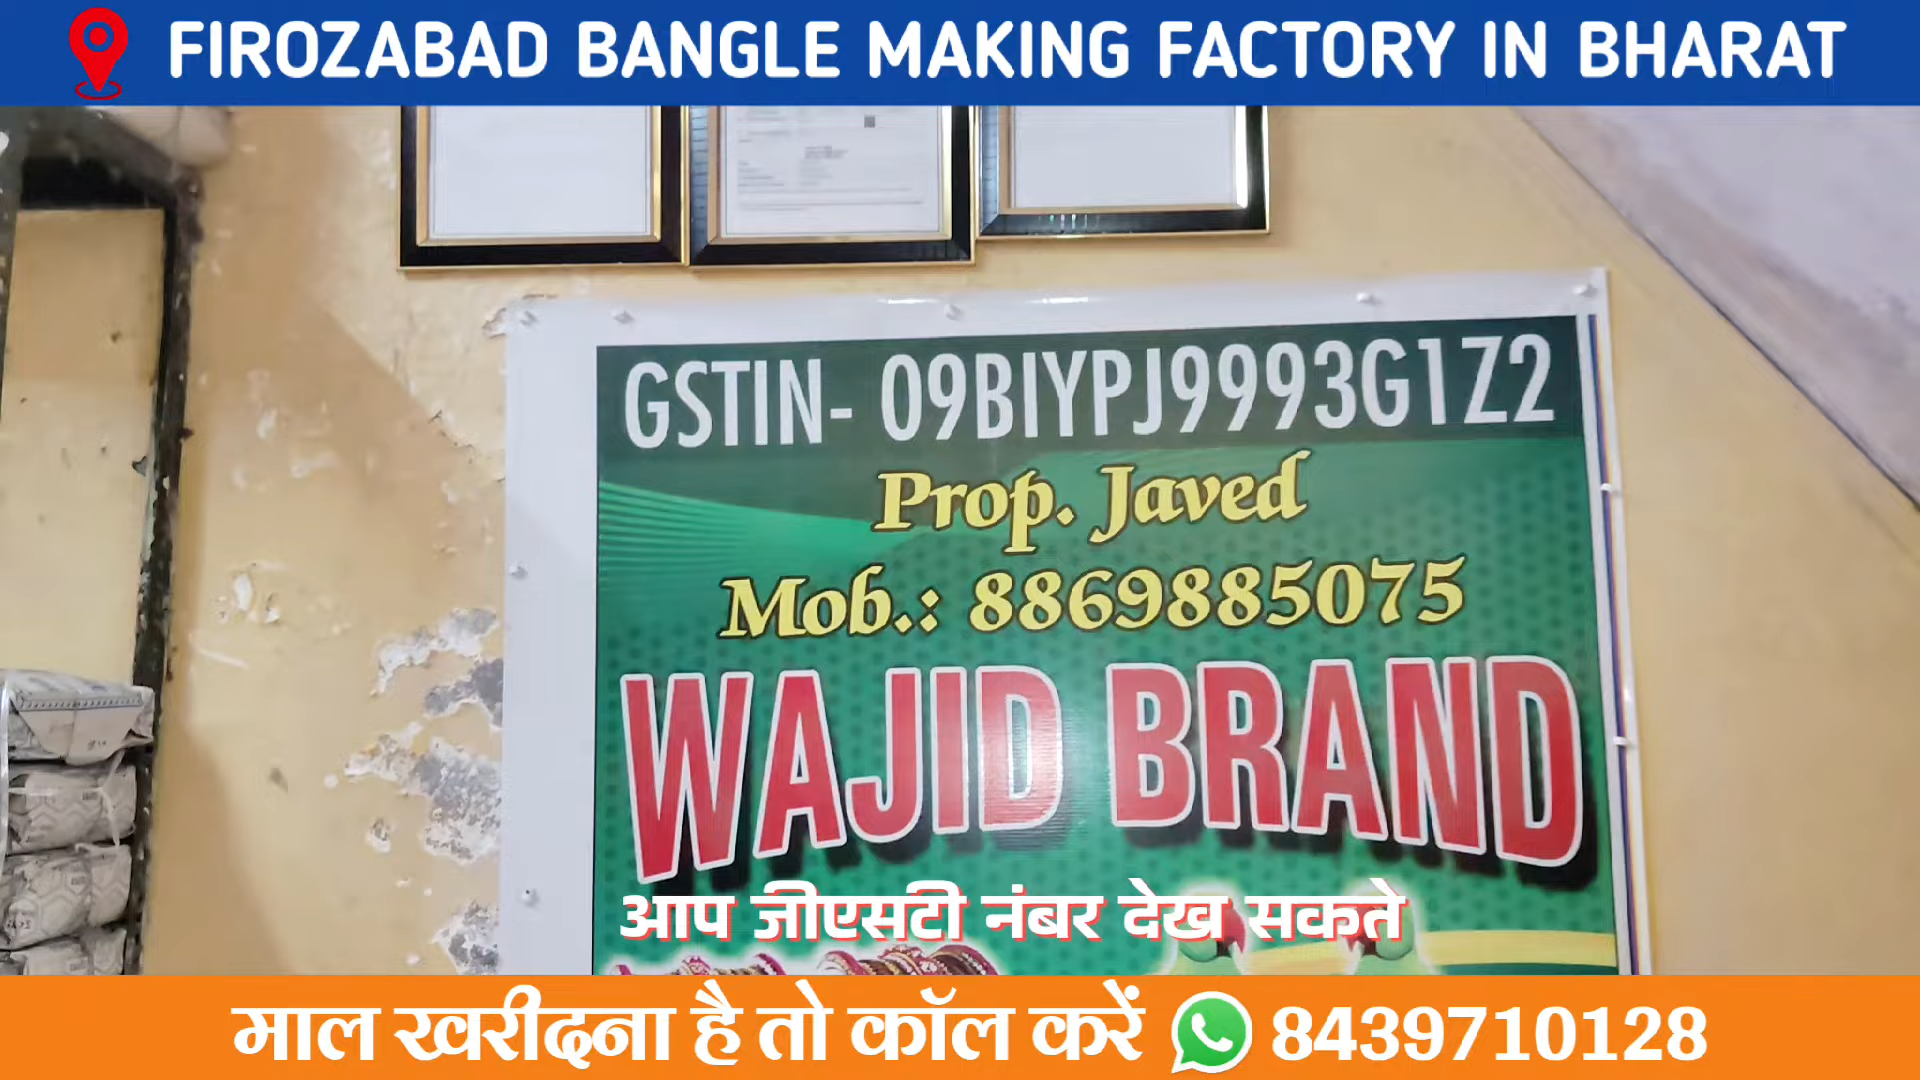 FIROZABAD BANGLE MAKING FACTORY IN BHARAT
GSTIN- 09BIYPJ9993G1Z2
Prop. Javed
Mob.: 8869885075
WAJID BRAND
आप जीएसटी नंबर देख सकते
माल खरीदना है तो कॉल करें 8439710128